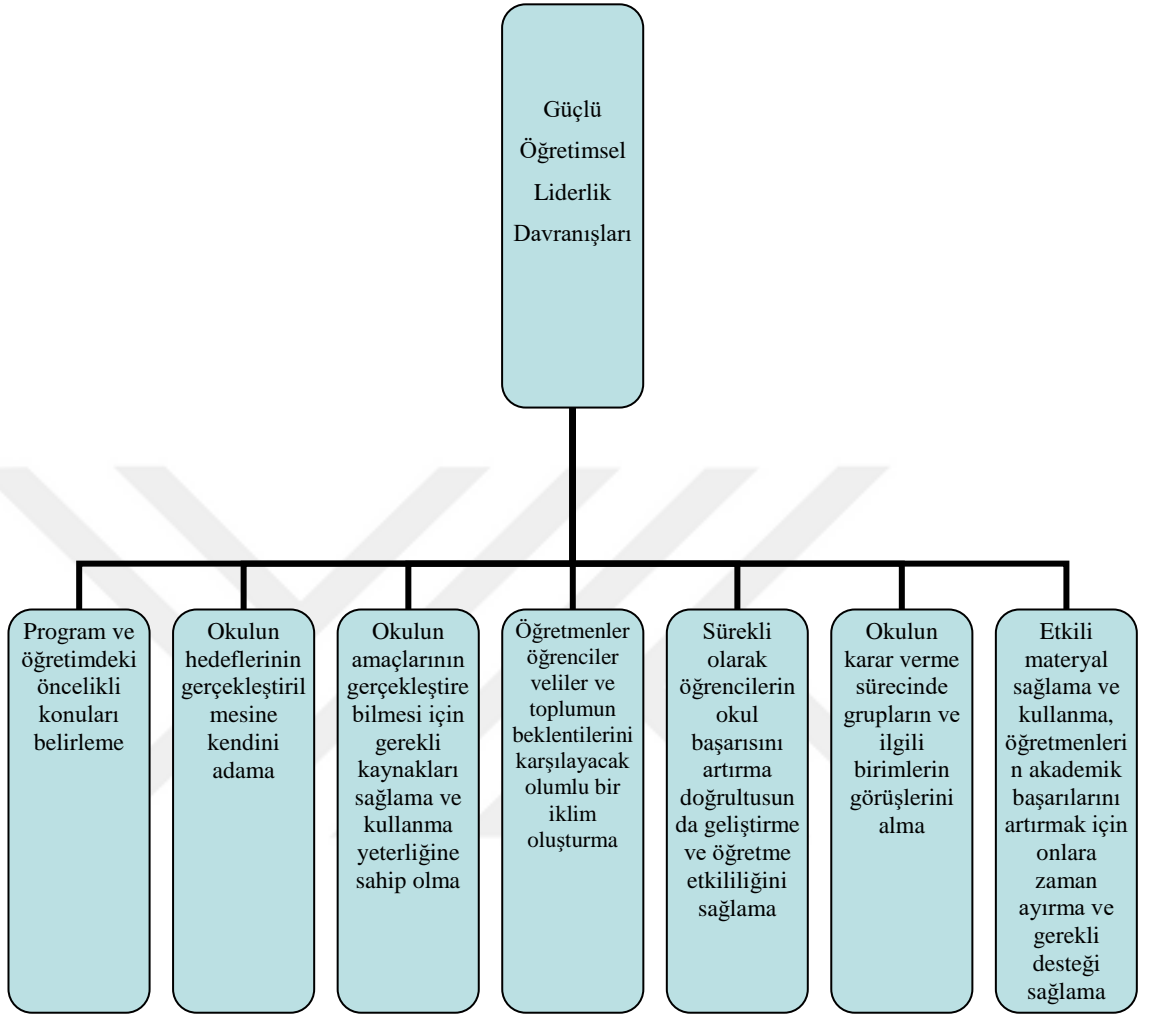 Güçlü
Öğretimsel
Liderlik
Davranışları
Program ve
öğretimdeki
öncelikli
konuları
belirleme
Okulun
hedeflerinin
gerçekleştiril
mesine
kendini
adama
Okulun
amaçlarının
gerçekleştire
bilmesi için
gerekli
kaynakları
sağlama ve
kullanma
yeterliğine
sahip olma
Öğretmenler
öğrenciler
veliler ve
toplumun
beklentilerini
karşılayacak
olumlu bir
iklim
oluşturma
Sürekli
olarak
öğrencilerin
okul
başarısını
artırma
doğrultusun
da geliştirme
ve öğretme
etkililiğini
sağlama
Okulun
karar verme
sürecinde
grupların ve
ilgili
birimlerin
görüşlerini
alma
Etkili
materyal
sağlama ve
kullanma,
öğretmenleri
n akademik
başarılarını
artırmak için
onlara
zaman
ayırma ve
gerekli
desteği
sağlama